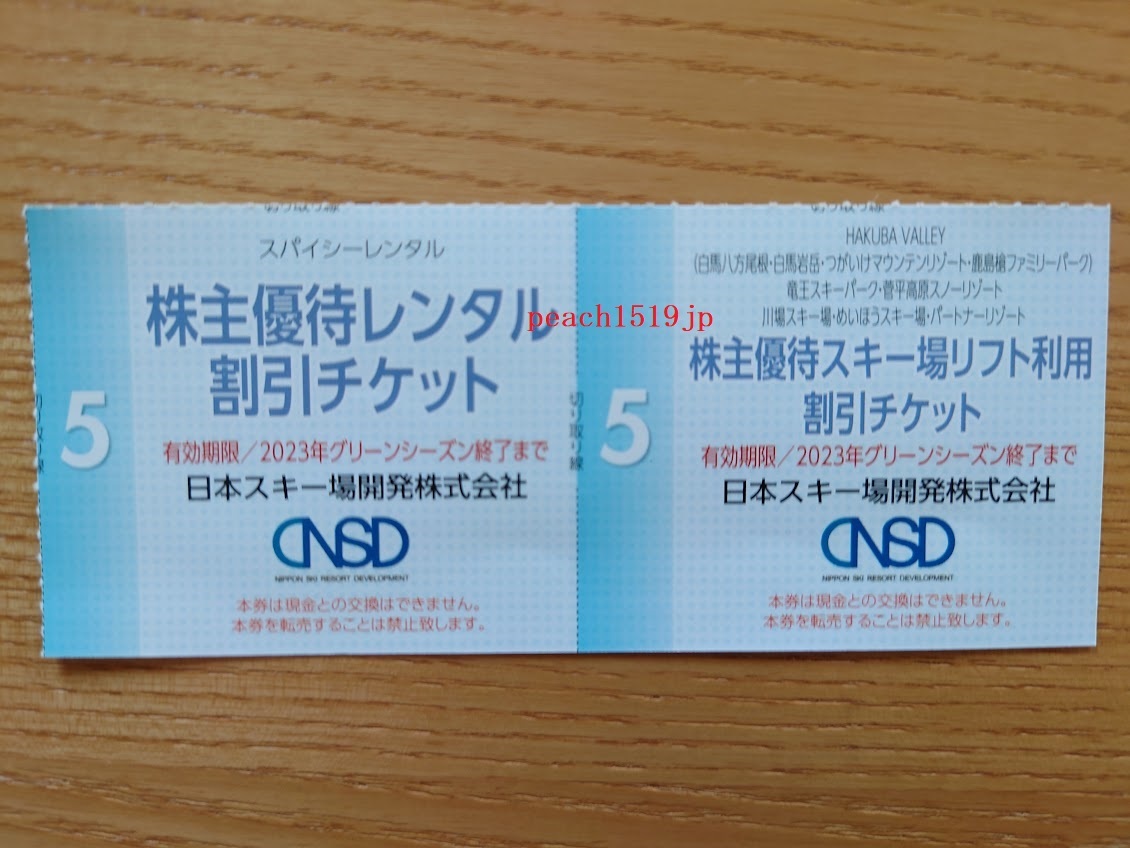 スパイシーレンタル
株主優待レンタル
割引チケット
5
切り取り線
有効期限/2023年グリーンシーズン終了まで
日本スキー場開発株式会社
NSD
NIPPON SKI RESORT DEVELOPMENT
本券は現金との交換はできません。
本券を転売することは禁止致します。
peach1519jp
HAKUBA VALLEY
(白馬八方尾根・白馬岩岳・つがいけマウンテンリゾート・鹿島槍ファミリーパーク)
竜王スキーパーク・菅平高原スノーリゾート
川場スキー場・めいほうスキー場・パートナーリゾート
株主優待スキー場リフト利用
割引チケット
5
切り取り線
有効期限/2023年グリーンシーズン終了まで
日本スキー場開発株式会社
NSD
NIPPON SKI RESORT DEVELOPMENT
本券は現金との交換はできません。
本券を転売することは禁止致します。